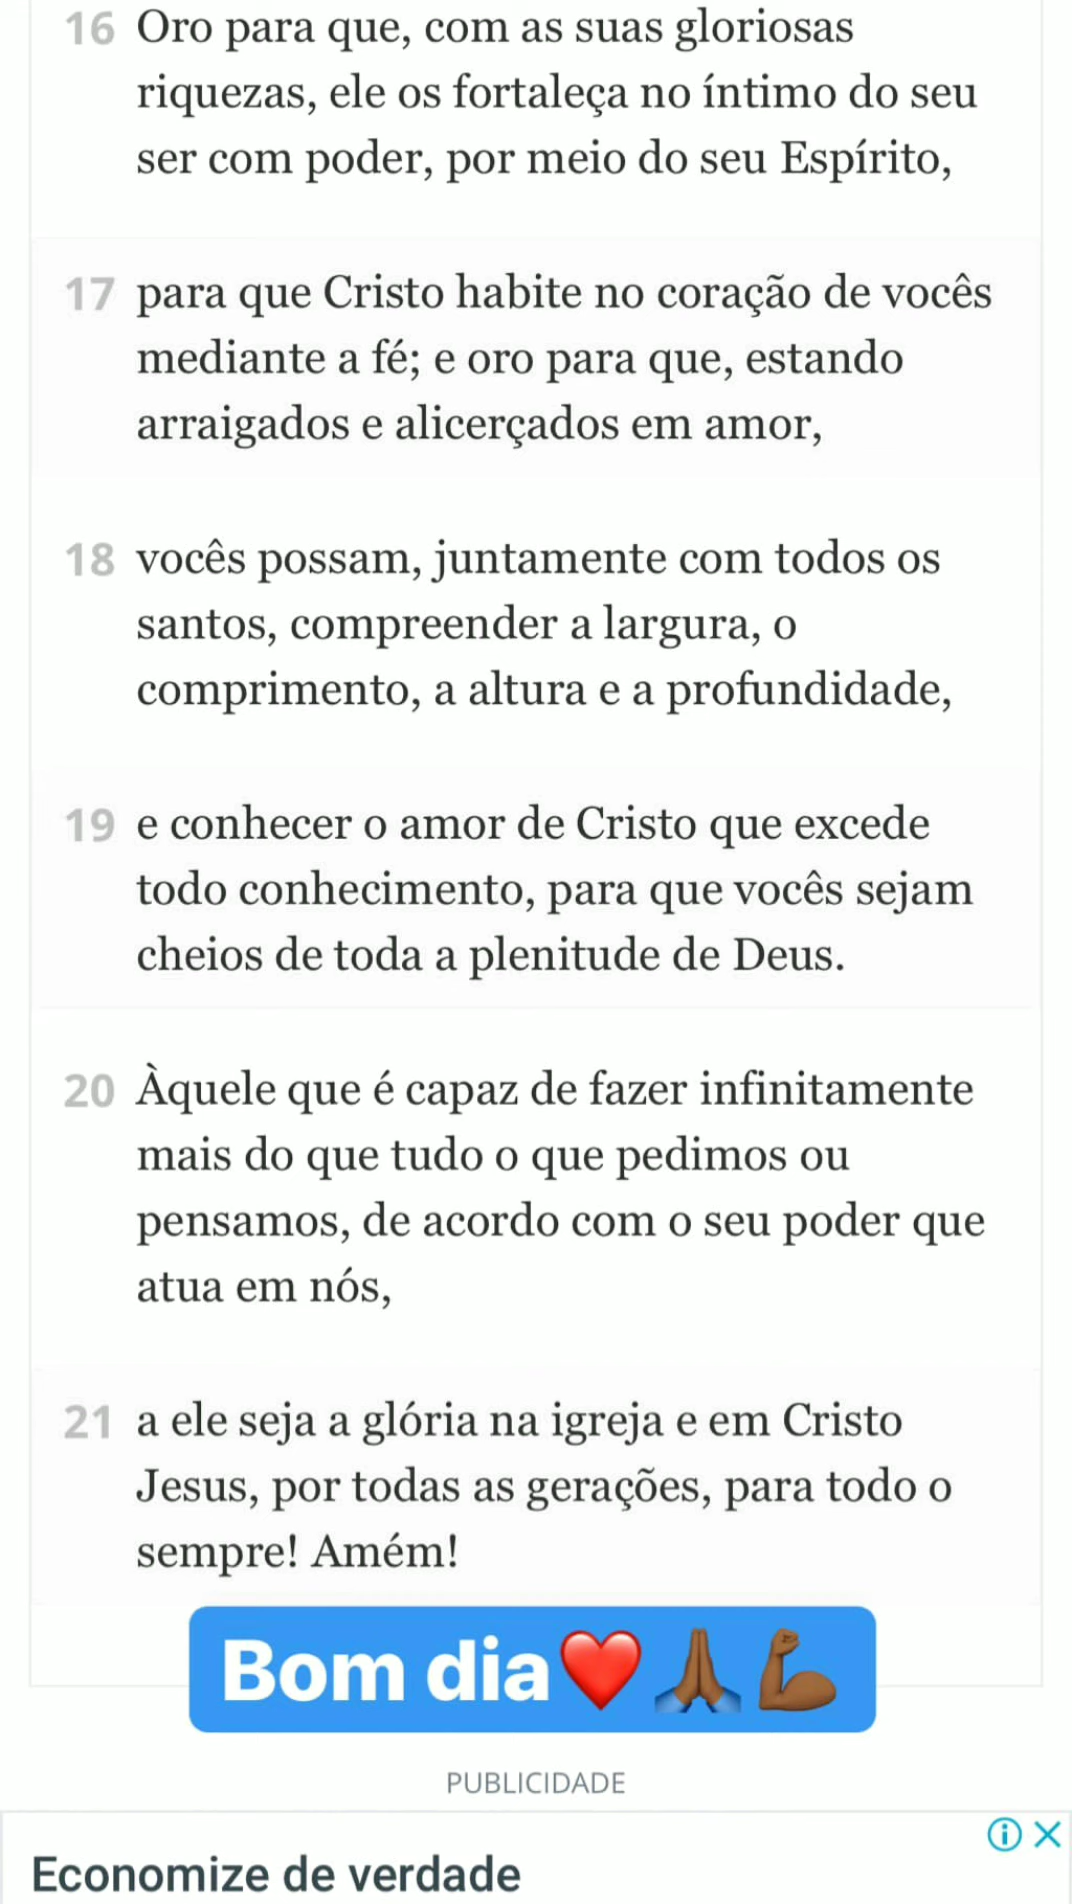 16 Oro para que, com as suas gloriosas
riquezas, ele os fortaleça no íntimo do seu
ser com poder, por meio do seu Espírito,
17 para que Cristo habite no coração de vocês
mediante a fé; e oro para que, estando
arraigados e alicerçados em amor,
18 vocês possam, juntamente com todos os
santos, compreender a largura, o
comprimento, a altura e a profundidade,
19 e conhecer o amor de Cristo que excede
todo conhecimento, para que vocês sejam
cheios de toda a plenitude de Deus.
20 Àquele que é capaz de fazer infinitamente
mais do que tudo o que pedimos ou
pensamos, de acordo com o seu poder que
atua em nós,
21 a ele seja a glória na igreja e em Cristo
Jesus, por todas as gerações, para todo o
sempre! Amém!
Bom dia❤️🙏🏾💪🏾
PUBLICIDADE
Economize de verdade